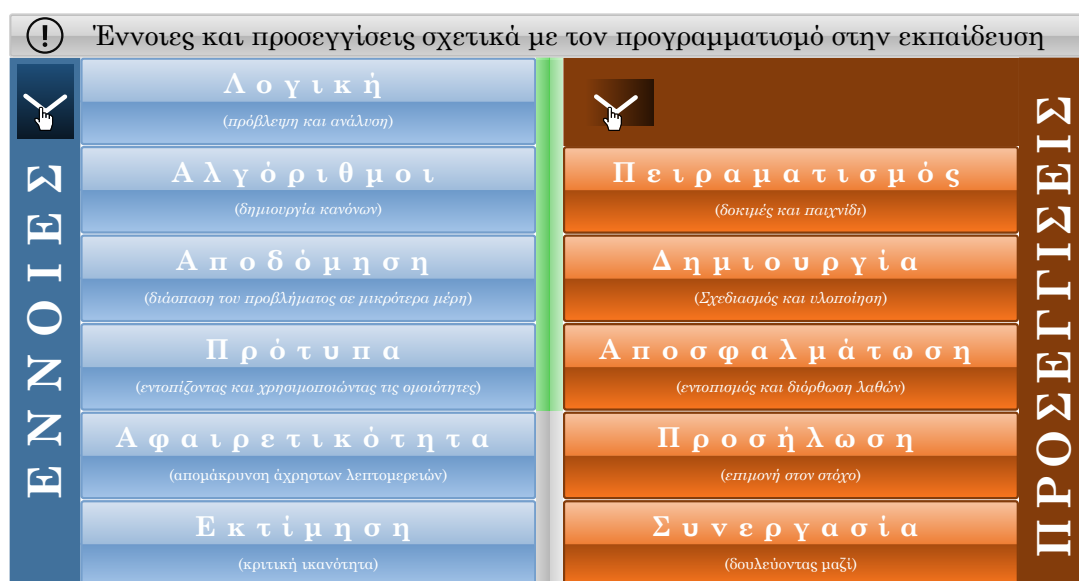 ! Έννοιες και προσεγγίσεις σχετικά με τον προγραμματισμό στην εκπαίδευση
ΕΝΝΟΙΕΣ
Λογική
(πρόβλεψη και ανάλυση)
Αλγόριθμοι
(δημιουργία κανόνων)
Αποδόμηση
(διάσπαση του προβλήματος σε μικρότερα μέρη)
Πρότυπα
(εντοπίζοντας και χρησιμοποιώντας τις ομοιότητες)
Αφαιρετικότητα
(απομάκρυνση άχρηστων λεπτομερειών)
Εκτίμηση
(κριτική ικανότητα)
Πειραματισμός
(δοκιμές και παιχνίδι)
Δημιουργία
(Σχεδιασμός και υλοποίηση)
Αποσφαλμάτωση
(εντοπισμός και διόρθωση λαθών)
Προσήλωση
(επιμονή στον στόχο)
Συνεργασία
(δουλεύοντας μαζί)
ΠΡΟΣΕΓΓΙΣΕΙΣ